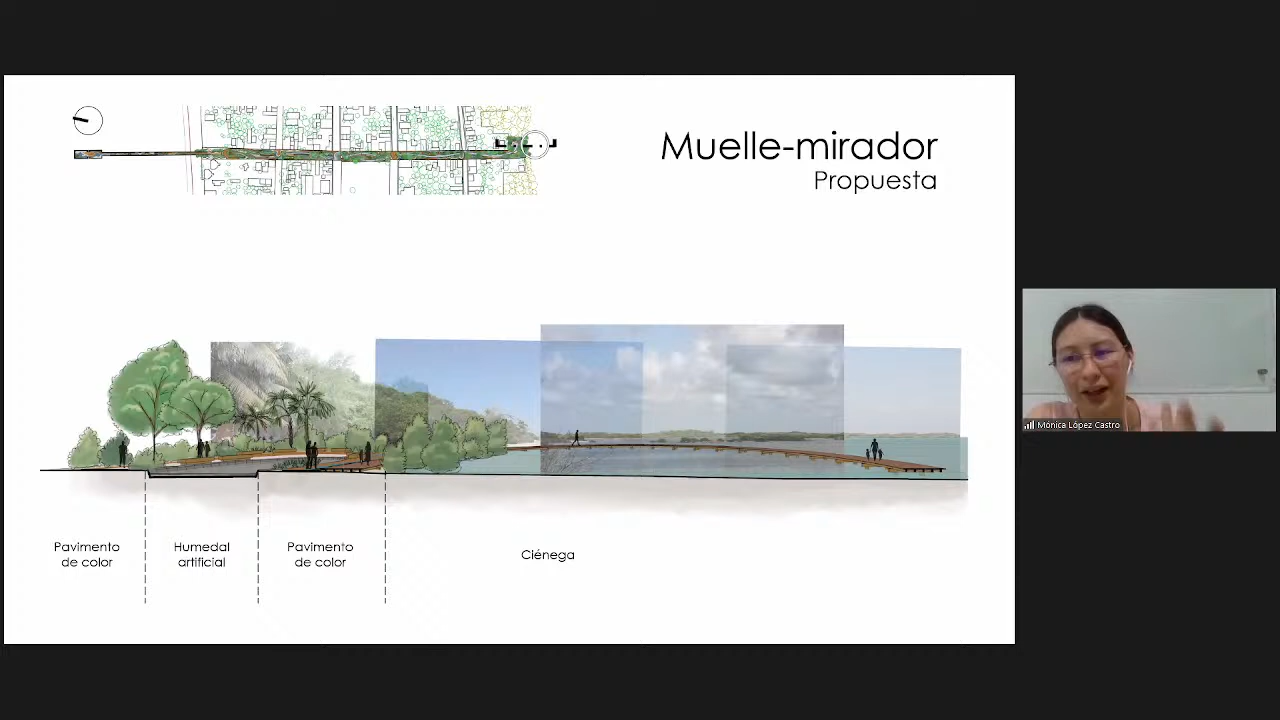 Muelle-mirador
Propuesta
Pavimento
de color
Humedal
artificial
Pavimento
de color
Ciénega
Mónica López Castro